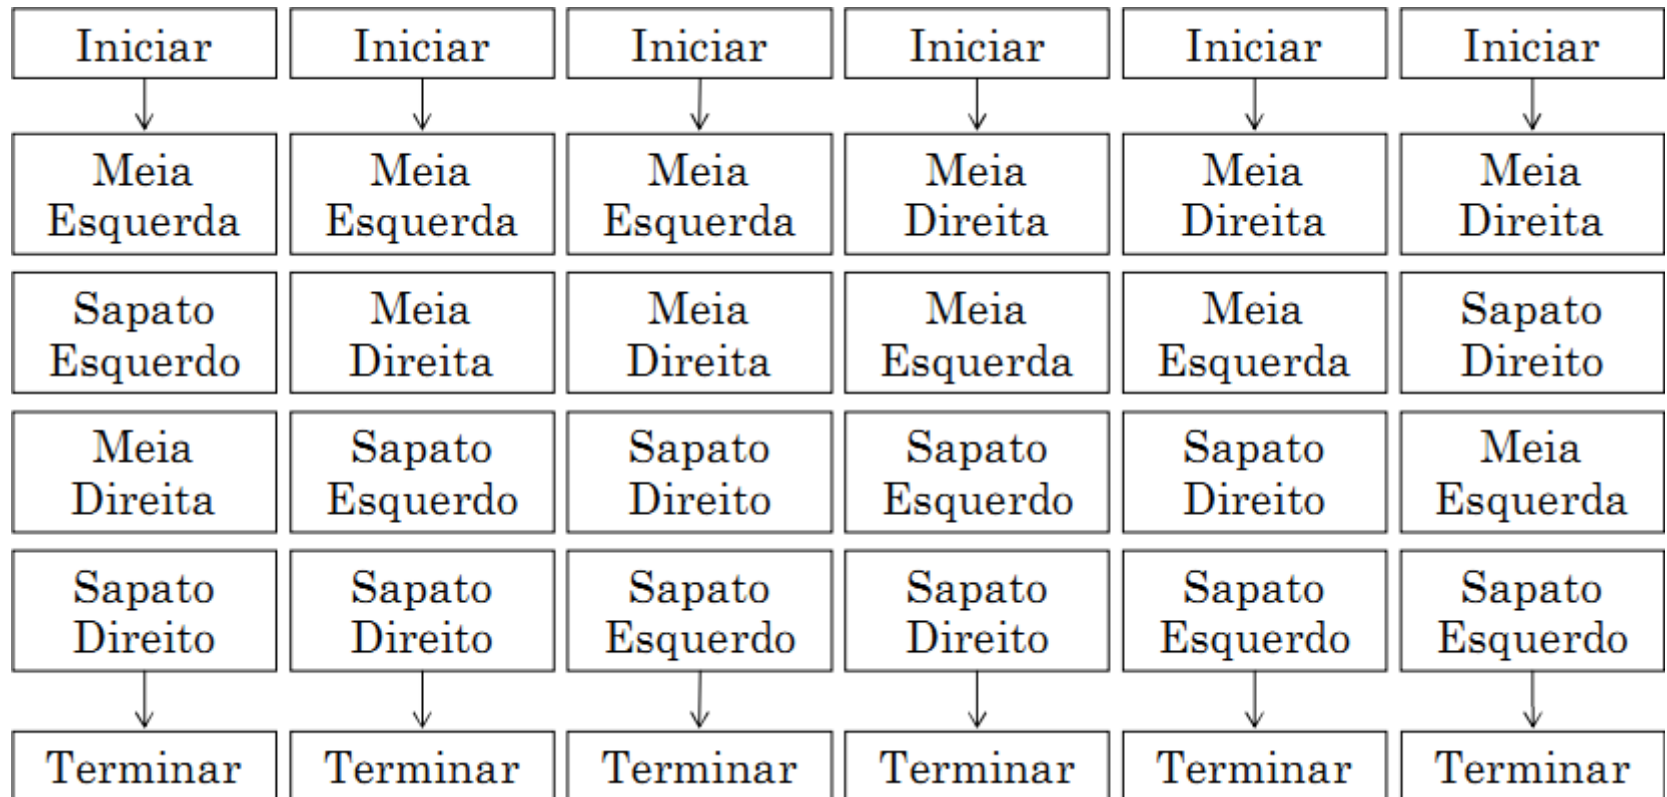 Iniciar Iniciar Iniciar Iniciar Iniciar Iniciar
Meia Meia Meia Meia Meia Meia
Esquerda Esquerda Esquerda Direita Direita Direita
Sapato Meia Meia Meia Meia Sapato
Esquerdo Direita Direita Esquerda Esquerda Direito
Meia Sapato Sapato Sapato Sapato Meia
Direita Esquerdo Direito Esquerdo Direito Esquerda
Sapato Sapato Sapato Sapato Sapato Sapato
Direito Direito Esquerdo Direito Esquerdo Esquerdo
Terminar Terminar Terminar Terminar Terminar Terminar